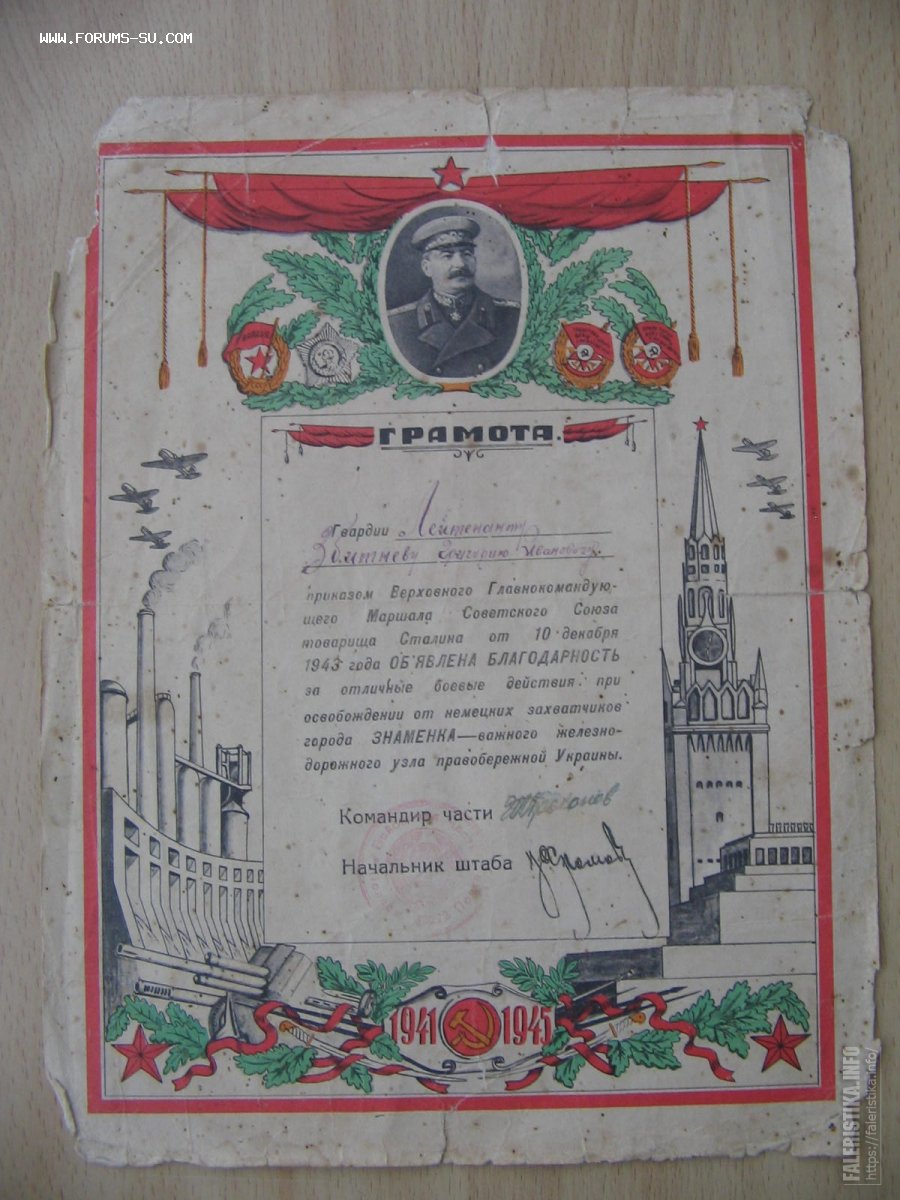 WWW.FORUMS-SU.COM
ГРАМОТА.
Гвардии Лейтенанту
Григорию Ивановичу
приказом Верховного Главнокомандую-
щего Маршала Советского Союза
товарища Сталина от 10 декабря
1943 года ОБ'ЯВЛЕНА БЛАГОДАРНОСТЬ
за отличные боевые действия при
освобождении от немецких захватчиков
города ЗНАМЕНКА—важного железно-
дорожного узла правобережной Украины.
Командир части
Начальник штаба
1941 1945
FALERISTIKA.INFO
https://faleristika.info/